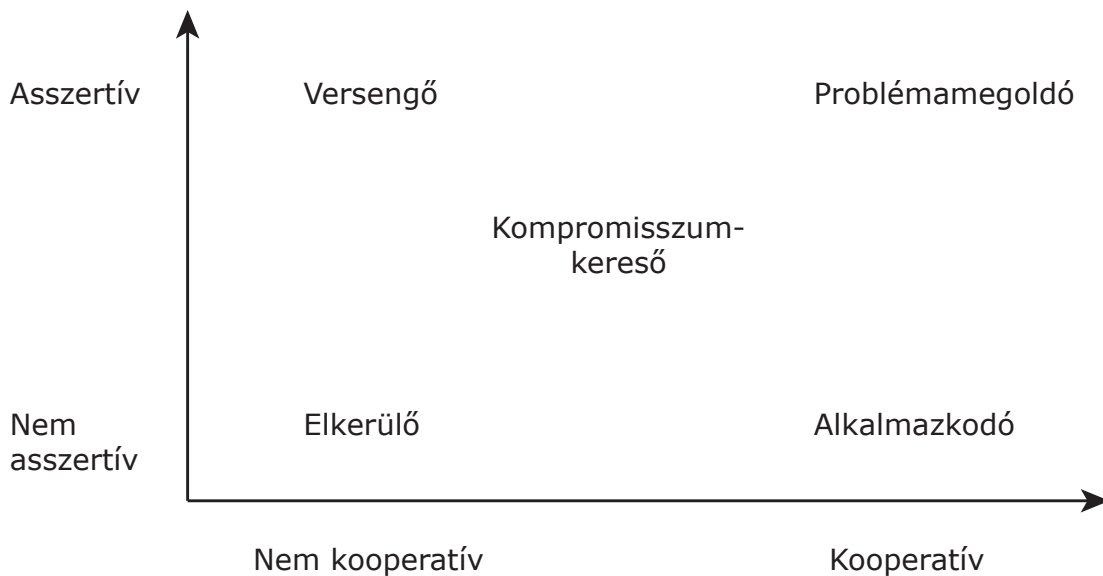 Asszertív
Versengő
Problémamegoldó
Kompromisszum-
kereső
Nem
asszertív
Elkerülő
Alkalmazkodó
Nem kooperatív
Kooperatív